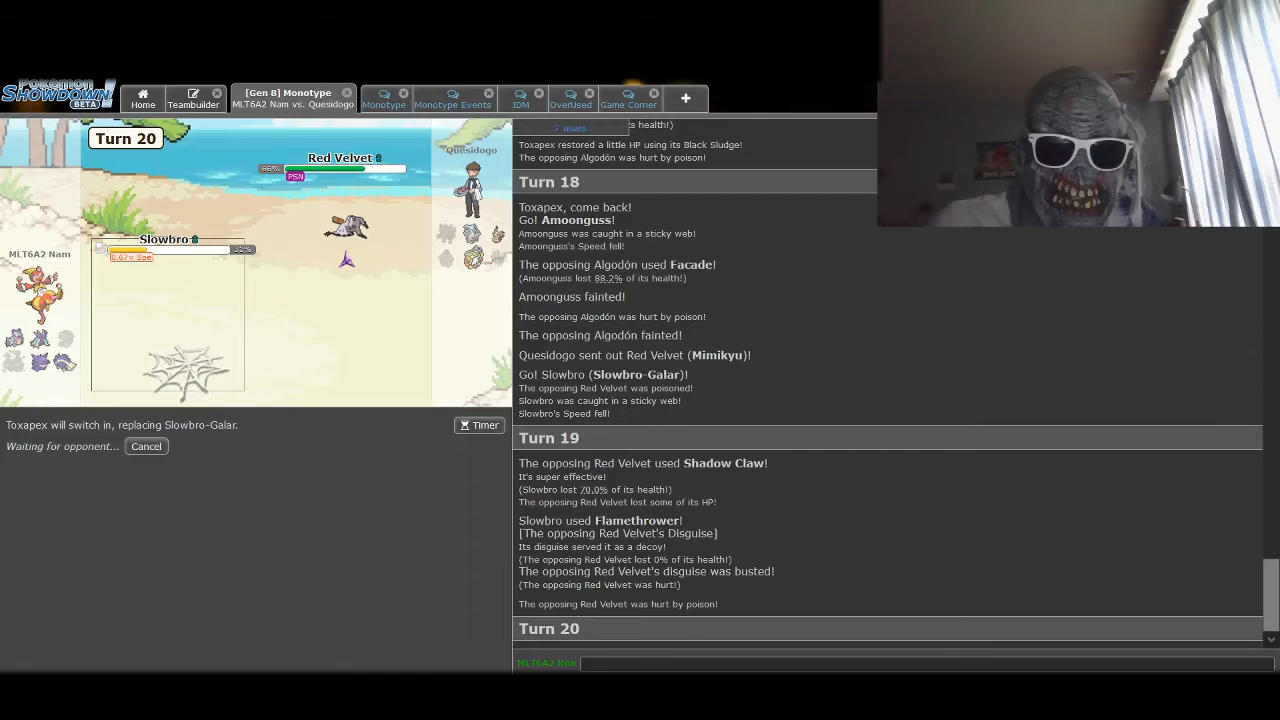 Pokémon
Showdown!
BETA
Home
Teambuilder
[Gen 8] Monotype
MLT6A2 Nam vs. Quesidogo
Monotype
Monotype Events
IDM
OverUsed
Game Corner
Turn 20
Red Velvet
66%
PSN
Quesidogo
Slowbro
31%
0.67× Spe
MLT6A2 Nam
Toxapex will switch in, replacing Slowbro-Galar.
Timer
Waiting for opponent... Cancel
2 users
ts health!)
Toxapex restored a little HP using its Black Sludge!
The opposing Algodón was hurt by poison!
Turn 18
Toxapex, come back!
Go! Amoonguss!
Amoonguss was caught in a sticky web!
Amoonguss's Speed fell!
The opposing Algodón used Facade!
(Amoonguss lost 88.2% of its health!)
Amoonguss fainted!
The opposing Algodón was hurt by poison!
The opposing Algodón fainted!
Quesidogo sent out Red Velvet (Mimikyu)!
Go! Slowbro (Slowbro-Galar)!
The opposing Red Velvet was poisoned!
Slowbro was caught in a sticky web!
Slowbro's Speed fell!
Turn 19
The opposing Red Velvet used Shadow Claw!
It's super effective!
(Slowbro lost 70.0% of its health!)
The opposing Red Velvet lost some of its HP!
Slowbro used Flamethrower!
[The opposing Red Velvet's Disguise]
Its disguise served it as a decoy!
(The opposing Red Velvet lost 0% of its health!)
The opposing Red Velvet's disguise was busted!
(The opposing Red Velvet was hurt!)
The opposing Red Velvet was hurt by poison!
Turn 20
MLT6A2 Nam